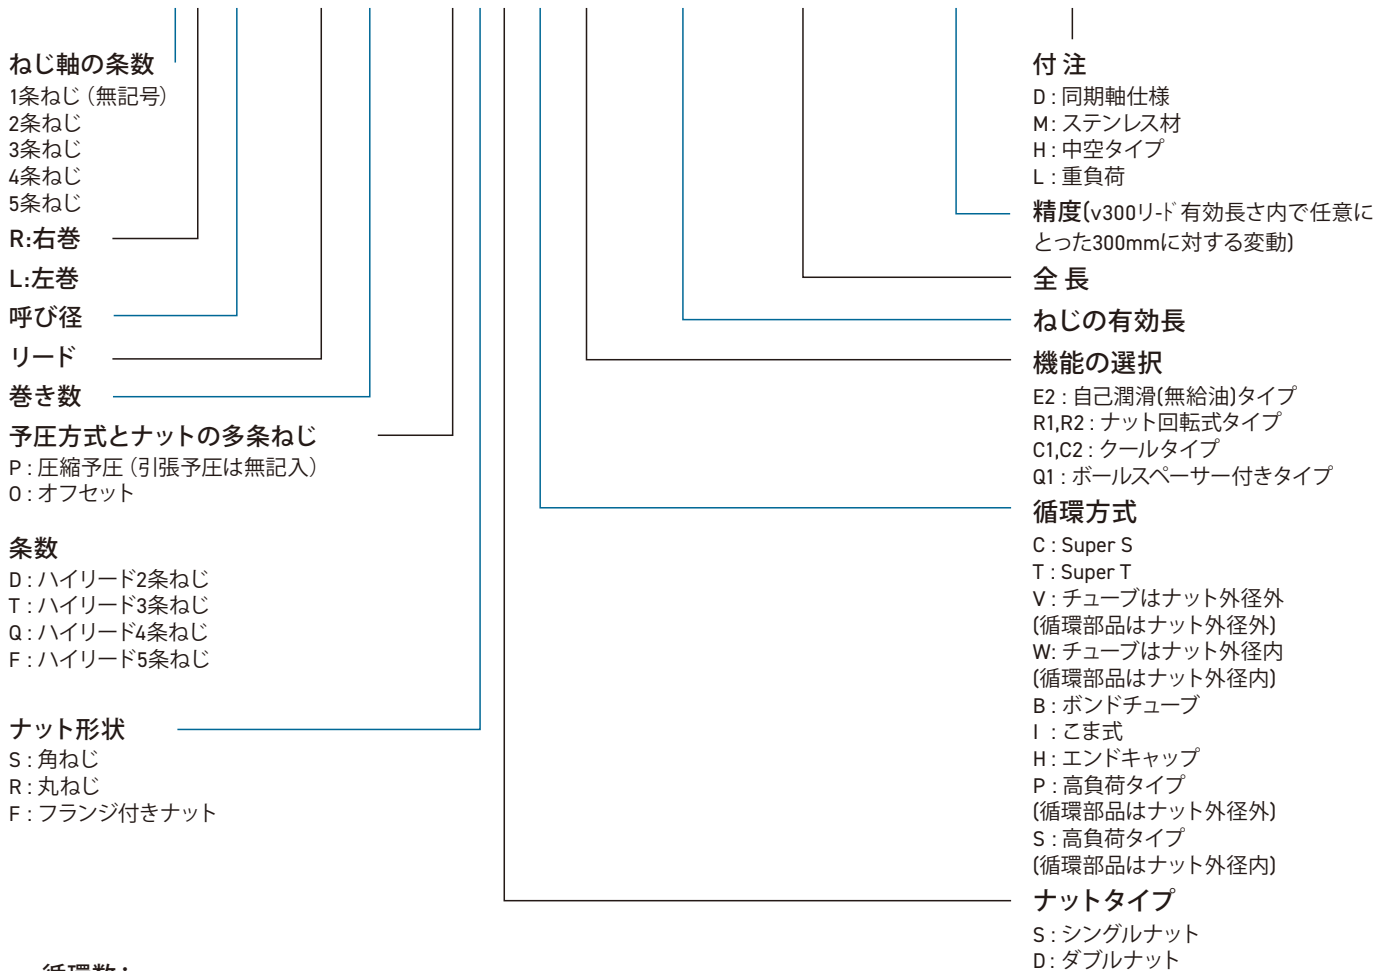 ねじ軸の条数
1条ねじ（無記号）
2条ねじ
3条ねじ
4条ねじ
5条ねじ
R:右巻
L:左巻
呼び径
リード
巻き数
予圧方式とナットの多条ねじ
P : 圧縮予圧（引張予圧は無記入）
O : オフセット
条数
D : ハイリード2条ねじ
T : ハイリード3条ねじ
Q : ハイリード4条ねじ
F : ハイリード5条ねじ
ナット形状
S : 角ねじ
R : 丸ねじ
F : フランジ付きナット
付 注
D : 同期軸仕様
M : ステンレス材
H : 中空タイプ
L : 重負荷
精度(v300リ-ド 有効長さ内で任意に
とった300mmに対する変動)
全 長
ねじの有効長
機能の選択
E2 : 自己潤滑(無給油)タイプ
R1,R2 : ナット回転式タイプ
C1,C2 : クールタイプ
Q1 : ボールスペーサー付きタイプ
循環方式
C : Super S
T : Super T
V : チューブはナット外径外
(循環部品はナット外径外)
W: チューブはナット外径内
(循環部品はナット外径内)
B : ボンドチューブ
I : こま式
H : エンドキャップ
P : 高負荷タイプ
(循環部品はナット外径外)
S : 高負荷タイプ
(循環部品はナット外径内)
ナットタイプ
S : シングルナット
D : ダブルナット